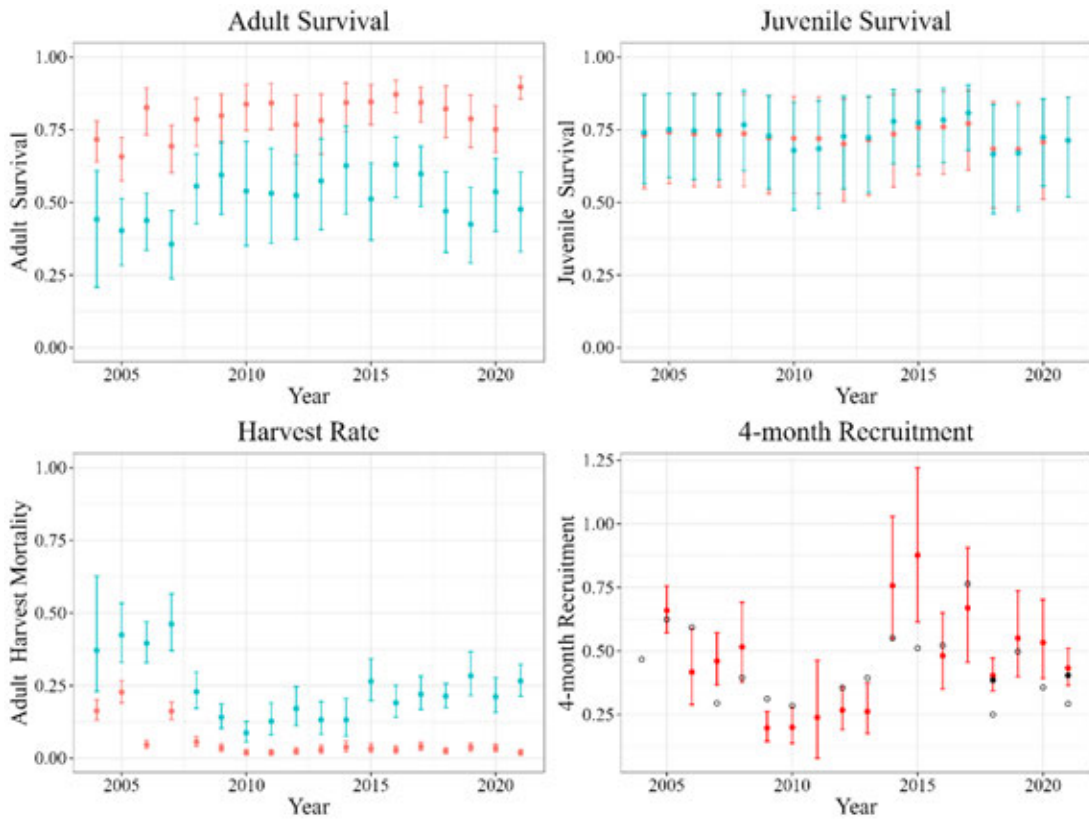 Adult Survival
Juvenile Survival
1.00
0.75
0.50
0.25
0.00
Adult Survival
2005 2010 2015 2020
Year
1.00
0.75
0.50
0.25
0.00
Juvenile Survival
2005 2010 2015 2020
Year
Harvest Rate
4-month Recruitment
1.00
0.75
0.50
0.25
0.00
Adult Harvest Mortality
2005 2010 2015 2020
Year
1.25
1.00
0.75
0.50
0.25
4-month Recruitment
2005 2010 2015 2020
Year